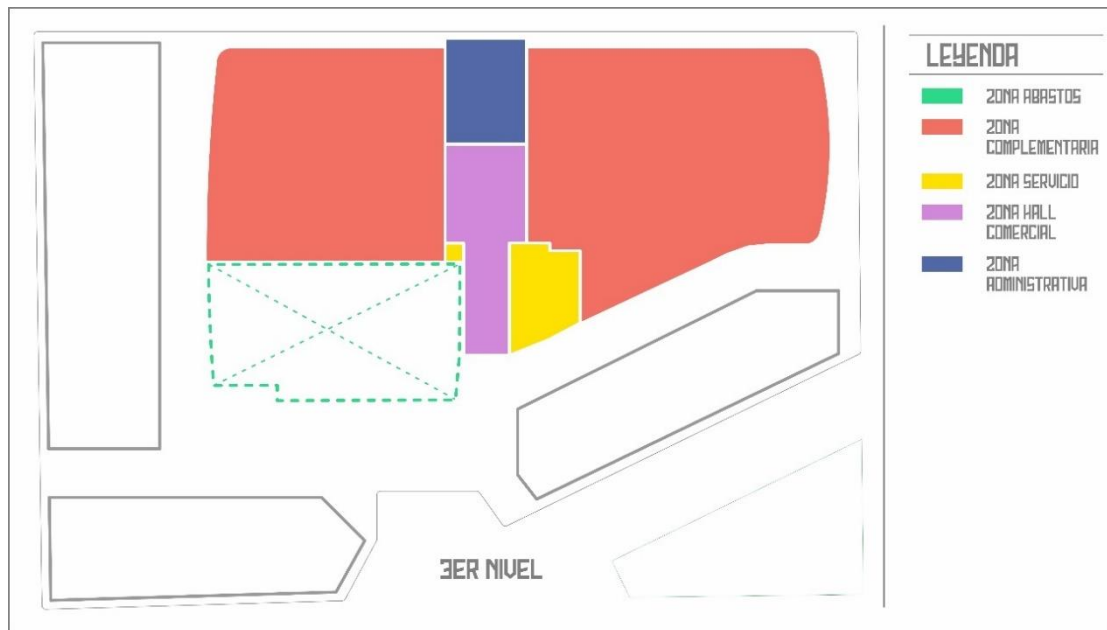 LEYENDA
ZONA ABASTOS
ZONA
COMPLEMENTARIA
ZONA SERVICIO
ZONA HALL
COMERCIAL
ZONA
ADMINISTRATIVA
3ER NIVEL